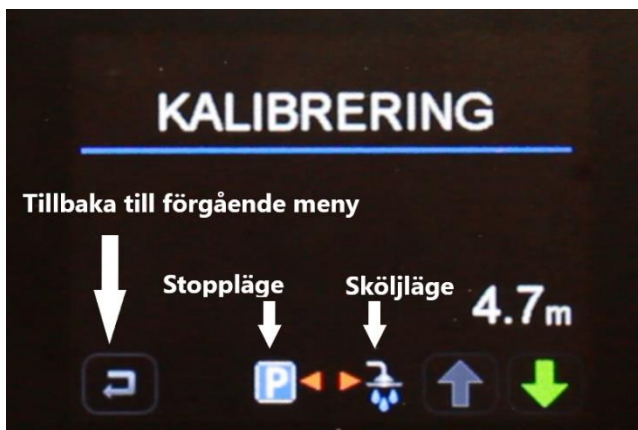 KALIBRERING
Tillbaka till förgående meny
Stoppläge
Sköljläge
4.7m
P